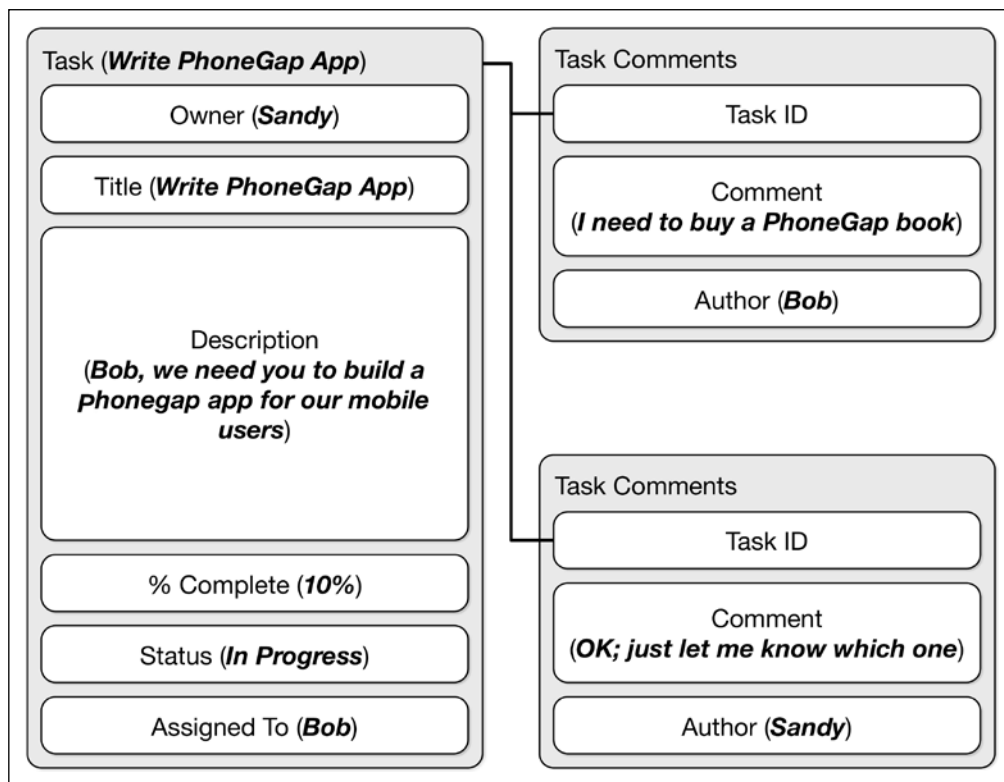 Task (Write PhoneGap App)
Owner (Sandy)
Title (Write PhoneGap App)
Description
(Bob, we need you to build a
phonegap app for our mobile
users)
% Complete (10%)
Status (In Progress)
Assigned To (Bob)
Task Comments
Task ID
Comment
(I need to buy a PhoneGap book)
Author (Bob)
Task Comments
Task ID
Comment
(OK; just let me know which one)
Author (Sandy)